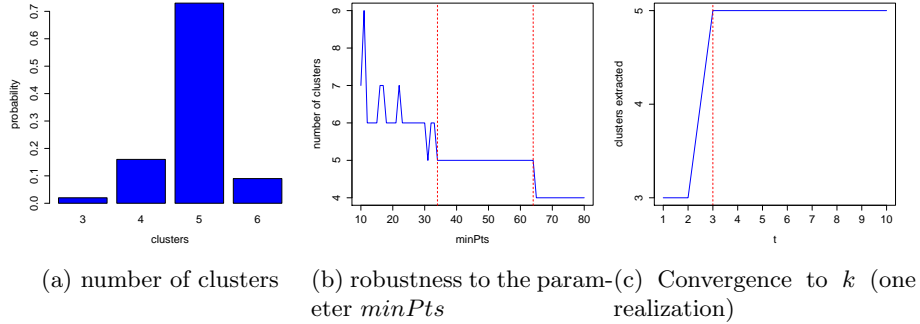 0.7
0.6
0.5
0.4
0.3
0.2
0.1
0.0
probability
3 4 5 6
clusters
9
8
7
6
5
4
number of clusters
10 20 30 40 50 60 70 80
minPts
5
4
3
clusters extracted
1 2 3 4 5 6 7 8 9 10
t
(a) number of clusters
(b) robustness to the param-
eter minPts
(c) Convergence to k (one
realization)